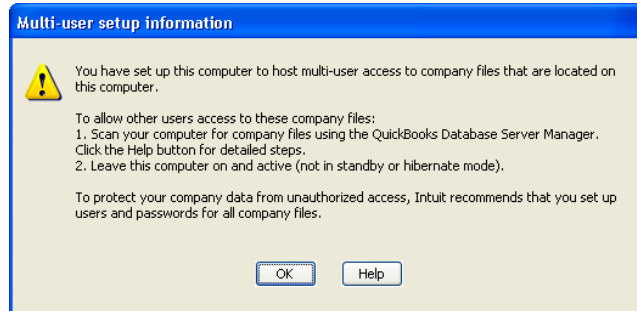 Multi-user setup information
You have set up this computer to host multi-user access to company files that are located on
this computer.
To allow other users access to these company files:
1. Scan your computer for company files using the QuickBooks Database Server Manager.
Click the Help button for detailed steps.
2. Leave this computer on and active (not in standby or hibernate mode).
To protect your company data from unauthorized access, Intuit recommends that you set up
users and passwords for all company files.
OK Help